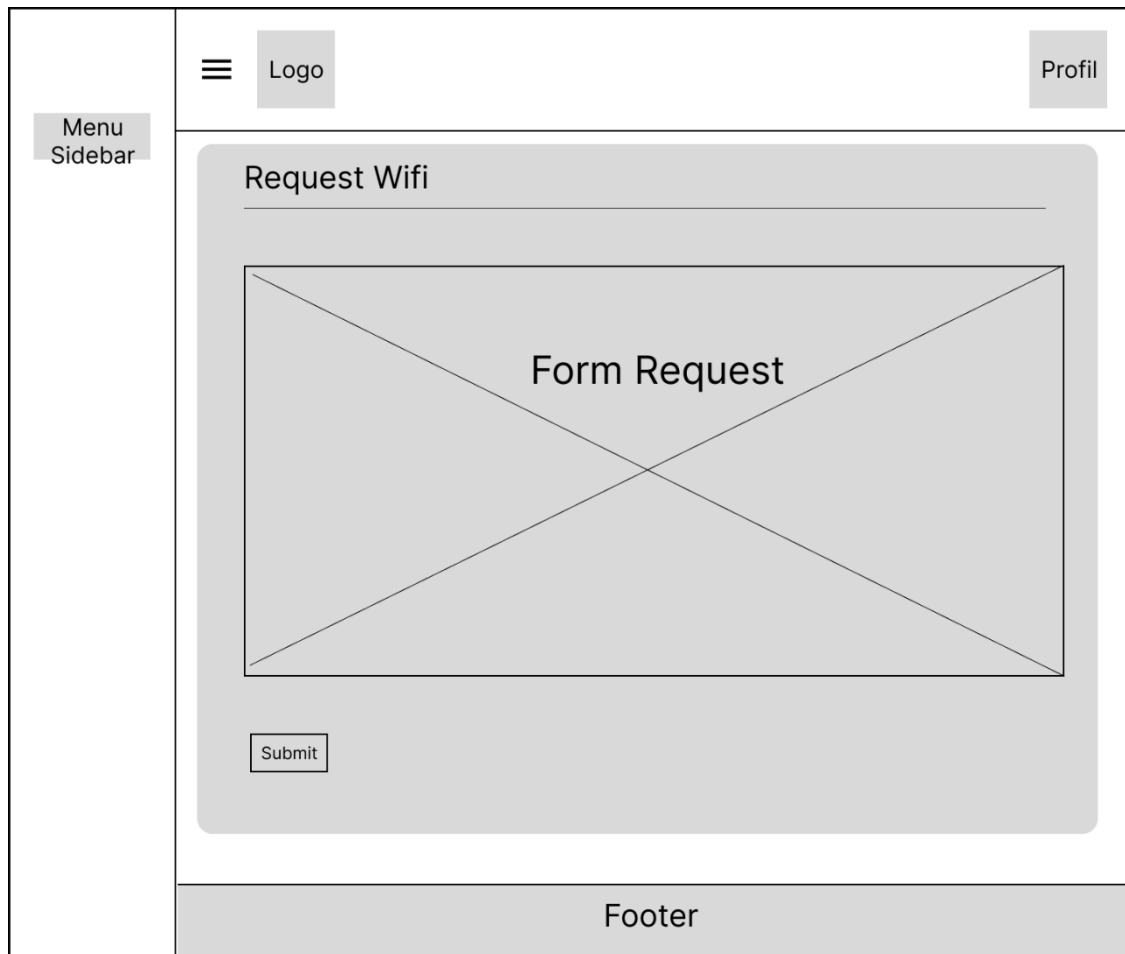 Logo
Profil
Menu
Sidebar
Request Wifi
Form Request
Submit
Footer